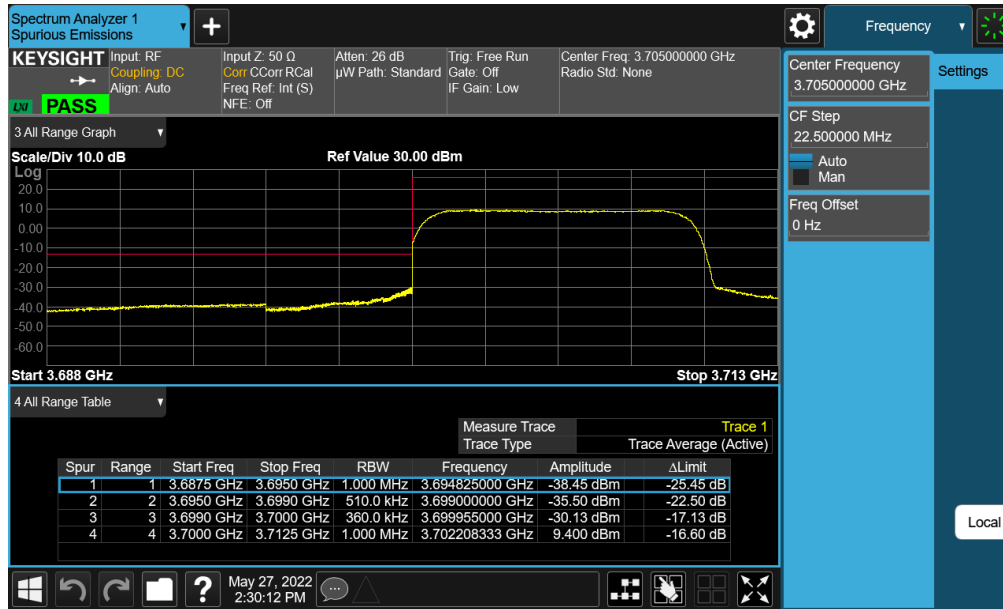 Spectrum Analyzer 1
Spurious Emissions
+
Frequency
KEYSIGHT
Input: RF
Coupling: DC
Align: Auto
Input Z: 50 Ω
Corr CCorr RCal
Freq Ref: Int (S)
NFE: Off
Atten: 26 dB
µW Path: Standard
Trig: Free Run
Gate: Off
IF Gain: Low
Center Freq: 3.705000000 GHz
Radio Std: None
LXI PASS
Center Frequency
3.705000000 GHz
Settings
CF Step
22.500000 MHz
Auto
Man
Freq Offset
0 Hz
3 All Range Graph
Scale/Div 10.0 dB Ref Value 30.00 dBm
Log
20.0
10.0
0.00
-10.0
-20.0
-30.0
-40.0
-50.0
-60.0
Start 3.688 GHz Stop 3.713 GHz
4 All Range Table
Measure Trace Trace 1
Trace Type Trace Average (Active)
Spur Range Start Freq Stop Freq RBW Frequency Amplitude ΔLimit
1 1 3.6875 GHz 3.6950 GHz 1.000 MHz 3.694825000 GHz -38.45 dBm -25.45 dB
2 2 3.6950 GHz 3.6990 GHz 510.0 kHz 3.699000000 GHz -35.50 dBm -22.50 dB
3 3 3.6990 GHz 3.7000 GHz 360.0 kHz 3.699955000 GHz -30.13 dBm -17.13 dB
4 4 3.7000 GHz 3.7125 GHz 1.000 MHz 3.702208333 GHz 9.400 dBm -16.60 dB
Local
?
May 27, 2022
2:30:12 PM